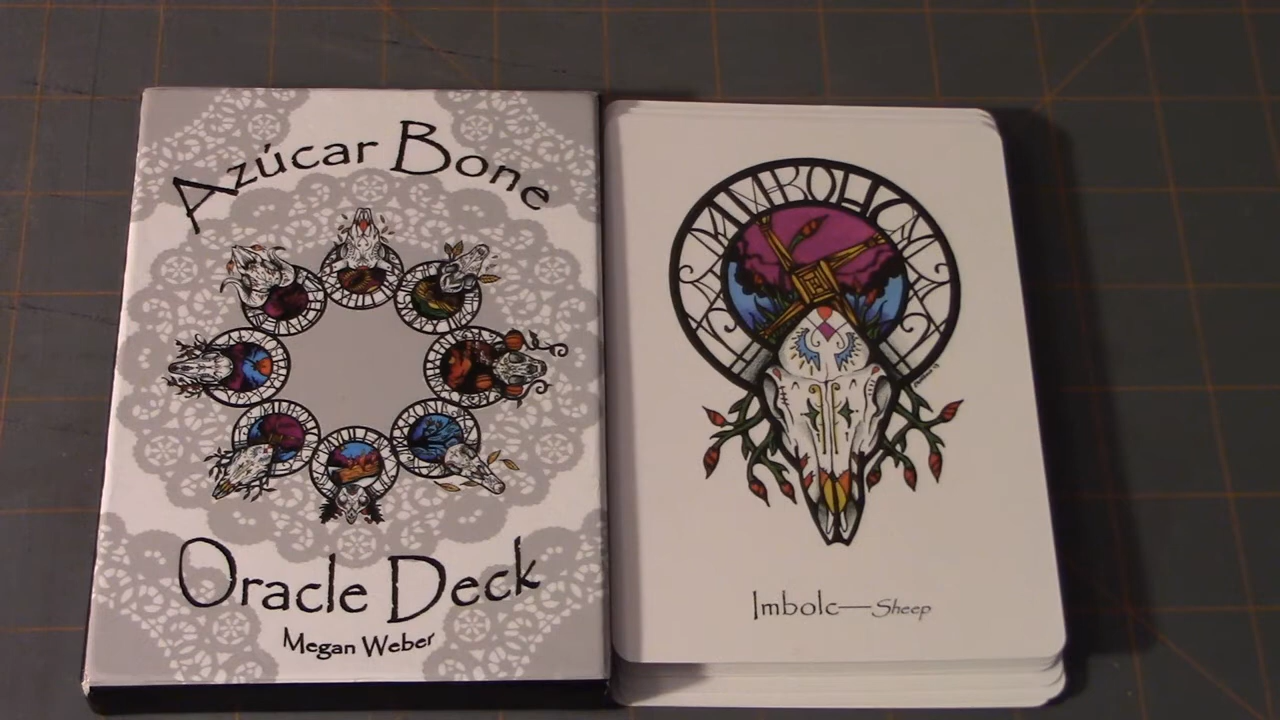 Azúcar Bone
Oracle Deck
Megan Weber
IMBOLC
Imbolc—Sheep